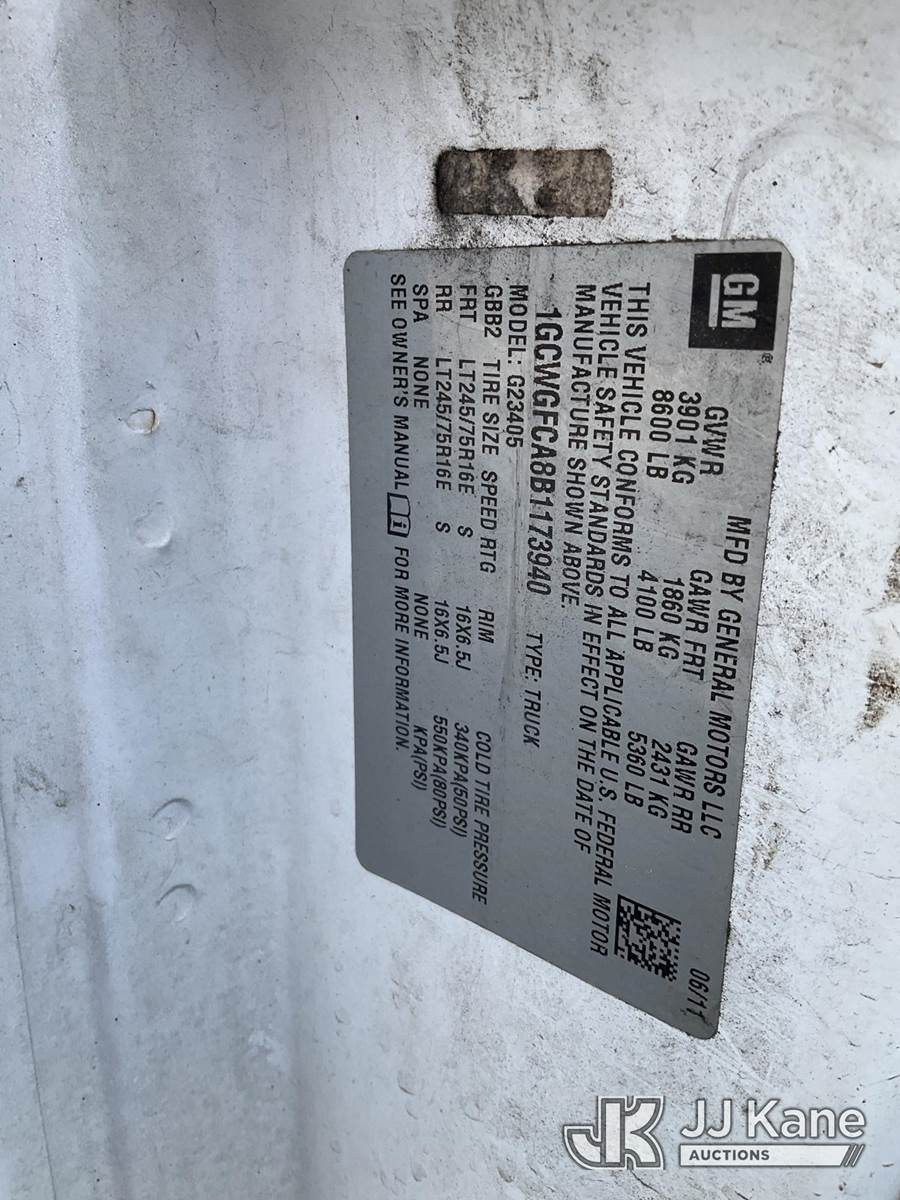 GM®
MFD BY GENERAL MOTORS LLC 06/11
GVWR GAWR FRT GAWR RR
3901 KG 1860 KG 2431 KG
8600 LB 4100 LB 5360 LB
THIS VEHICLE CONFORMS TO ALL APPLICABLE U.S. FEDERAL MOTOR
VEHICLE SAFETY STANDARDS IN EFFECT ON THE DATE OF
MANUFACTURE SHOWN ABOVE.
1GCWGFCA8B1173940 TYPE: TRUCK
MODEL: G23405
GBB2 TIRE SIZE SPEED RTG RIM COLD TIRE PRESSURE
FRT LT245/75R16E S 16X6.5J 340KPA(50PSI)
RR LT245/75R16E S 16X6.5J 550KPA(80PSI)
SPA NONE NONE KPA(PSI)
SEE OWNER'S MANUAL FOR MORE INFORMATION.
JK JJ Kane
AUCTIONS